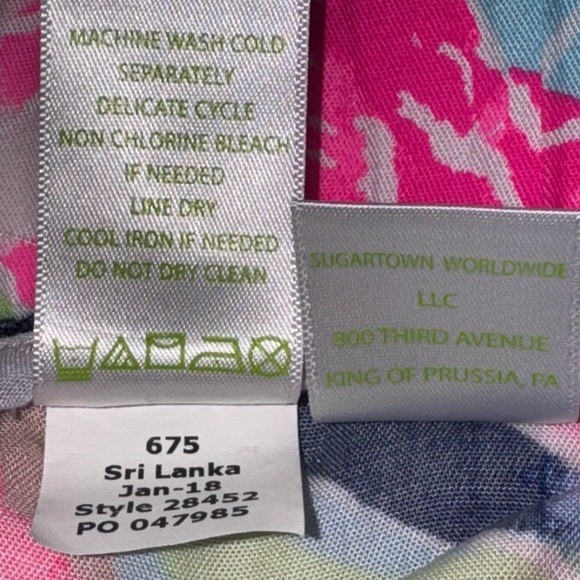 MACHINE WASH COLD
SEPARATELY
DELICATE CYCLE
NON CHLORINE BLEACH
IF NEEDED
LINE DRY
COOL IRON IF NEEDED
DO NOT DRY CLEAN
SUGARTOWN WORLDWIDE
LLC
800 THIRD AVENUE
KING OF PRUSSIA, PA
675
Sri Lanka
Jan-18
Style 28452
PO 047985